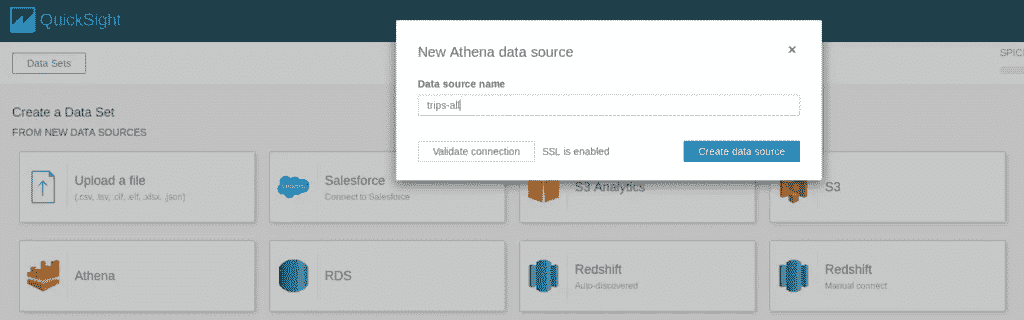 QuickSight
New Athena data source
×
Data Sets
SPIC
Data source name
trips-all
Create a Data Set
FROM NEW DATA SOURCES
Validate connection
SSL is enabled
Create data source
Upload a file
(.csv, .tsv, .clf, .elf, .xlsx, .json)
Salesforce
Connect to Salesforce
S3 Analytics
S3
Athena
RDS
Redshift
Auto-discovered
Redshift
Manual connect